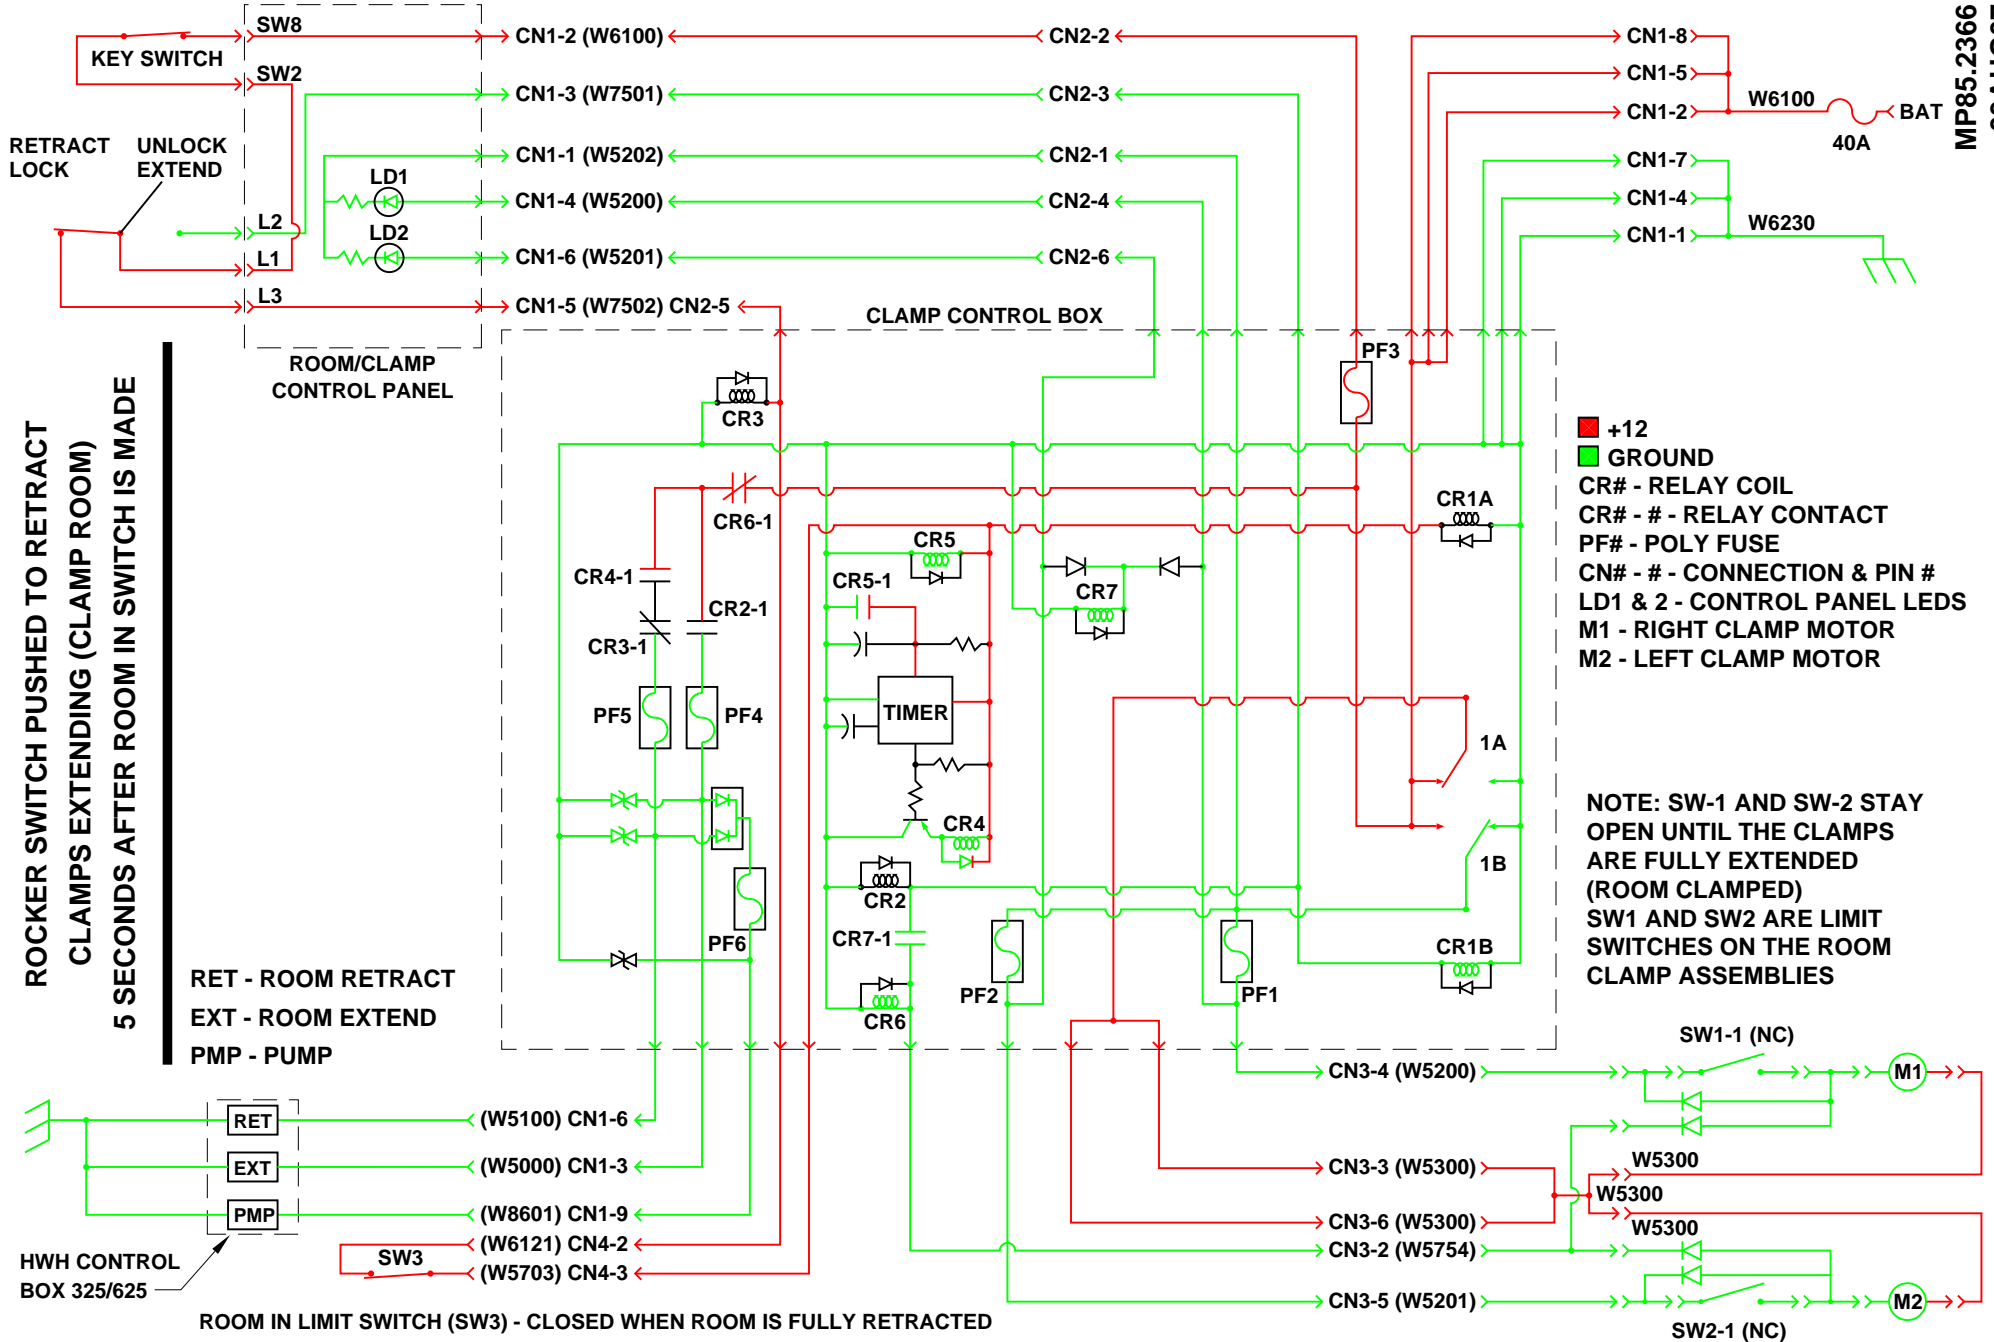 SW8
KEY SWITCH
SW2
RETRACT
LOCK
UNLOCK
EXTEND
L2
L1
L3
LD1
LD2
CN1-2 (W6100)
CN1-3 (W7501)
CN1-1 (W5202)
CN1-4 (W5200)
CN1-6 (W5201)
CN1-5 (W7502) CN2-5
CN2-2
CN2-3
CN2-1
CN2-4
CN2-6
CN1-8
CN1-5
CN1-2
CN1-7
CN1-4
CN1-1
W6100
BAT
40A
W6230
MP85.2366
ROOM/CLAMP
CONTROL PANEL
CLAMP CONTROL BOX
ROCKER SWITCH PUSHED TO RETRACT
CLAMPS EXTENDING (CLAMP ROOM)
5 SECONDS AFTER ROOM IN SWITCH IS MADE
PF3
CR3
CR6-1
CR1A
CR5
CR5-1
CR4-1
CR2-1
CR3-1
CR7
PF5
PF4
TIMER
1A
CR4
1B
CR2
PF6
CR7-1
CR1B
PF2
PF1
CR6
+12
GROUND
CR# - RELAY COIL
CR# - # - RELAY CONTACT
PF# - POLY FUSE
CN# - # - CONNECTION & PIN #
LD1 & 2 - CONTROL PANEL LEDS
M1 - RIGHT CLAMP MOTOR
M2 - LEFT CLAMP MOTOR
NOTE: SW-1 AND SW-2 STAY
OPEN UNTIL THE CLAMPS
ARE FULLY EXTENDED
(ROOM CLAMPED)
SW1 AND SW2 ARE LIMIT
SWITCHES ON THE ROOM
CLAMP ASSEMBLIES
RET - ROOM RETRACT
EXT - ROOM EXTEND
PMP - PUMP
RET
EXT
PMP
(W5100) CN1-6
(W5000) CN1-3
(W8601) CN1-9
(W6121) CN4-2
(W5703) CN4-3
SW3
HWH CONTROL
BOX 325/625
ROOM IN LIMIT SWITCH (SW3) - CLOSED WHEN ROOM IS FULLY RETRACTED
SW1-1 (NC)
CN3-4 (W5200)
M1
CN3-3 (W5300)
W5300
W5300
CN3-6 (W5300)
W5300
CN3-2 (W5754)
CN3-5 (W5201)
M2
SW2-1 (NC)